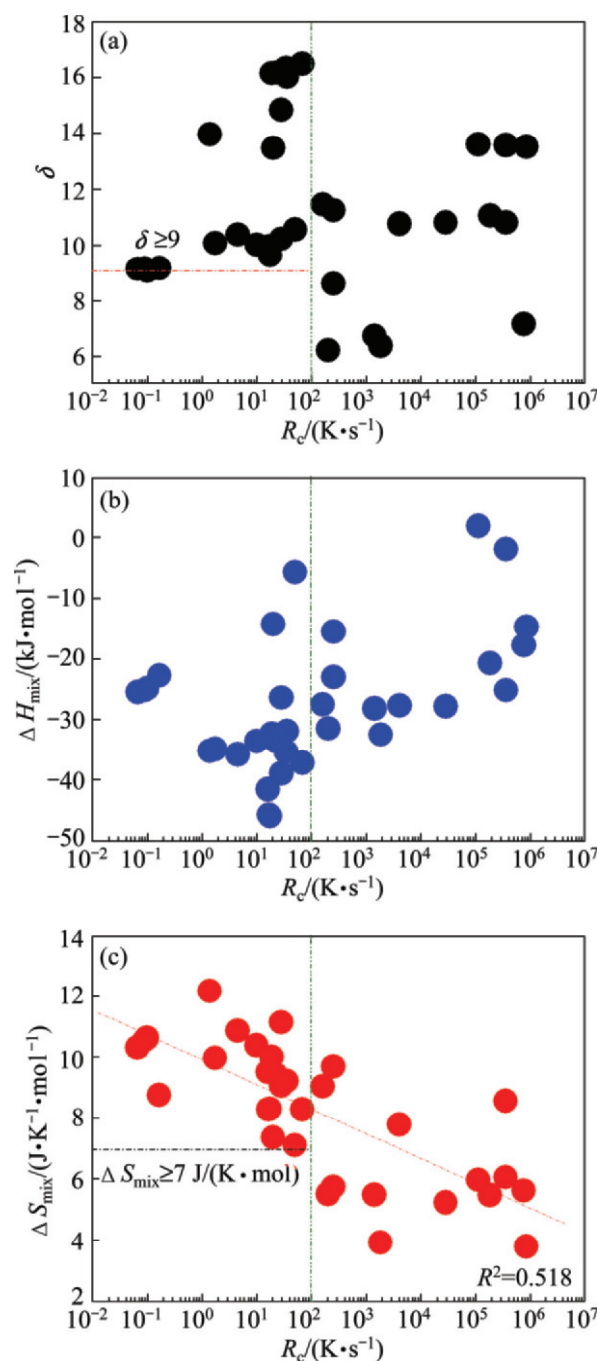 (a)
18
16
14
12
10
8
6
δ
δ ≥9
10⁻² 10⁻¹ 10⁰ 10¹ 10² 10³ 10⁴ 10⁵ 10⁶ 10⁷
R_c/(K•s⁻¹)
(b)
10
0
−10
−20
−30
−40
−50
ΔH_mix/(kJ•mol⁻¹)
10⁻² 10⁻¹ 10⁰ 10¹ 10² 10³ 10⁴ 10⁵ 10⁶ 10⁷
R_c/(K•s⁻¹)
(c)
14
12
10
8
6
4
2
ΔS_mix/(J•K⁻¹•mol⁻¹)
ΔS_mix≥7 J/(K•mol)
R²=0.518
10⁻² 10⁻¹ 10⁰ 10¹ 10² 10³ 10⁴ 10⁵ 10⁶ 10⁷
R_c/(K•s⁻¹)